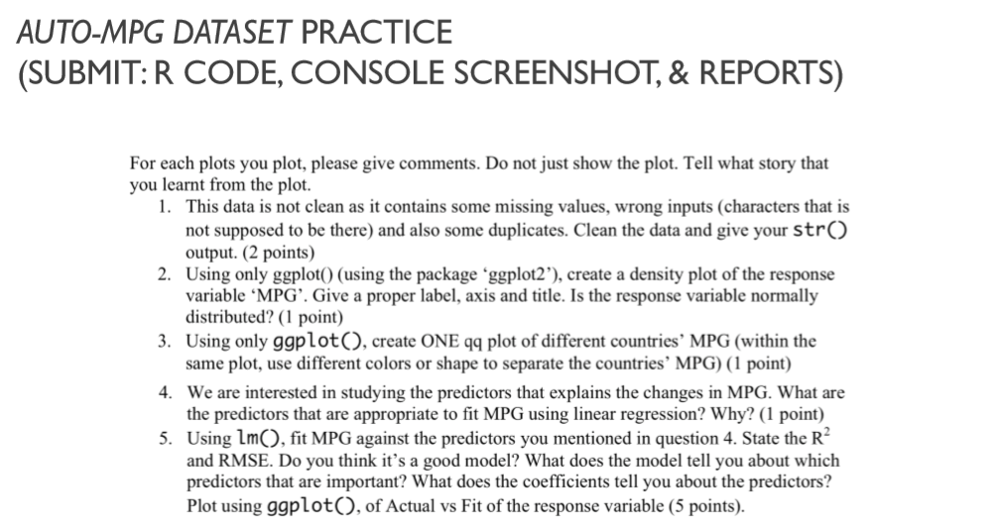 AUTO-MPG DATASET PRACTICE
(SUBMIT: R CODE, CONSOLE SCREENSHOT, & REPORTS)
For each plots you plot, please give comments. Do not just show the plot. Tell what story that
you learnt from the plot.
1. This data is not clean as it contains some missing values, wrong inputs (characters that is
not supposed to be there) and also some duplicates. Clean the data and give your str()
output. (2 points)
2. Using only ggplot() (using the package ‘ggplot2’), create a density plot of the response
variable ‘MPG’. Give a proper label, axis and title. Is the response variable normally
distributed? (1 point)
3. Using only ggplot(), create ONE qq plot of different countries’ MPG (within the
same plot, use different colors or shape to separate the countries’ MPG) (1 point)
4. We are interested in studying the predictors that explains the changes in MPG. What are
the predictors that are appropriate to fit MPG using linear regression? Why? (1 point)
5. Using lm(), fit MPG against the predictors you mentioned in question 4. State the R²
and RMSE. Do you think it’s a good model? What does the model tell you about which
predictors that are important? What does the coefficients tell you about the predictors?
Plot using ggplot(), of Actual vs Fit of the response variable (5 points).